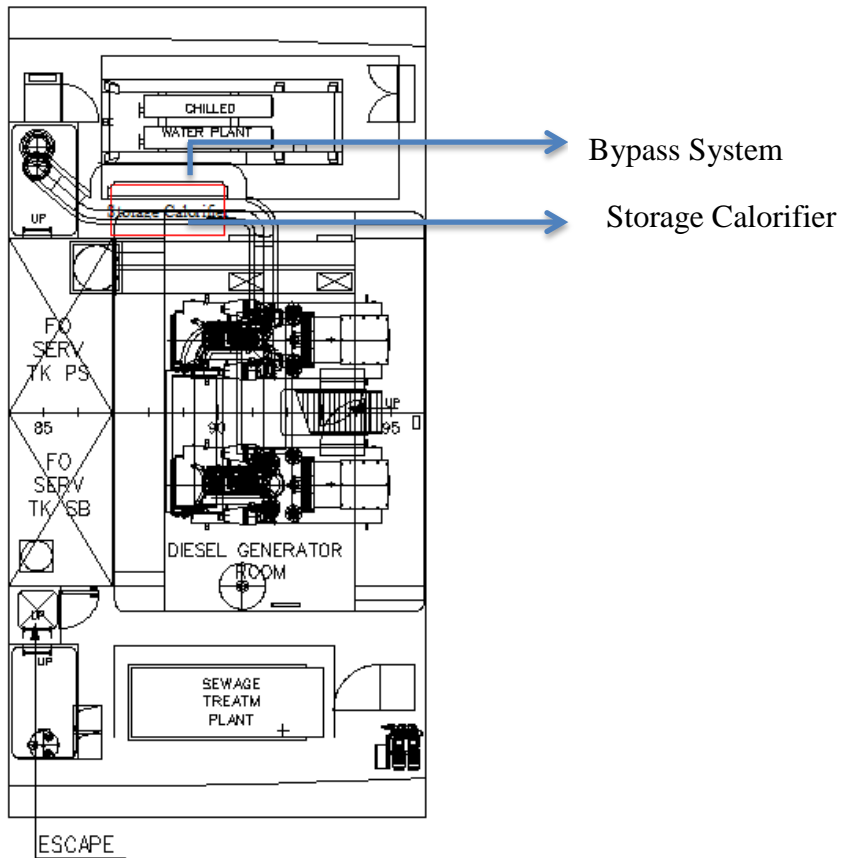 CHILLED
WATER PLANT
Bypass System
UP
Storage Calorifier
Storage Calorifier
FO
SERV
TK PS
UP
85
90
95
FO
SERV
TK SB
DIESEL GENERATOR
ROOM
UP
UP
SEWAGE
TREATM
PLANT
ESCAPE